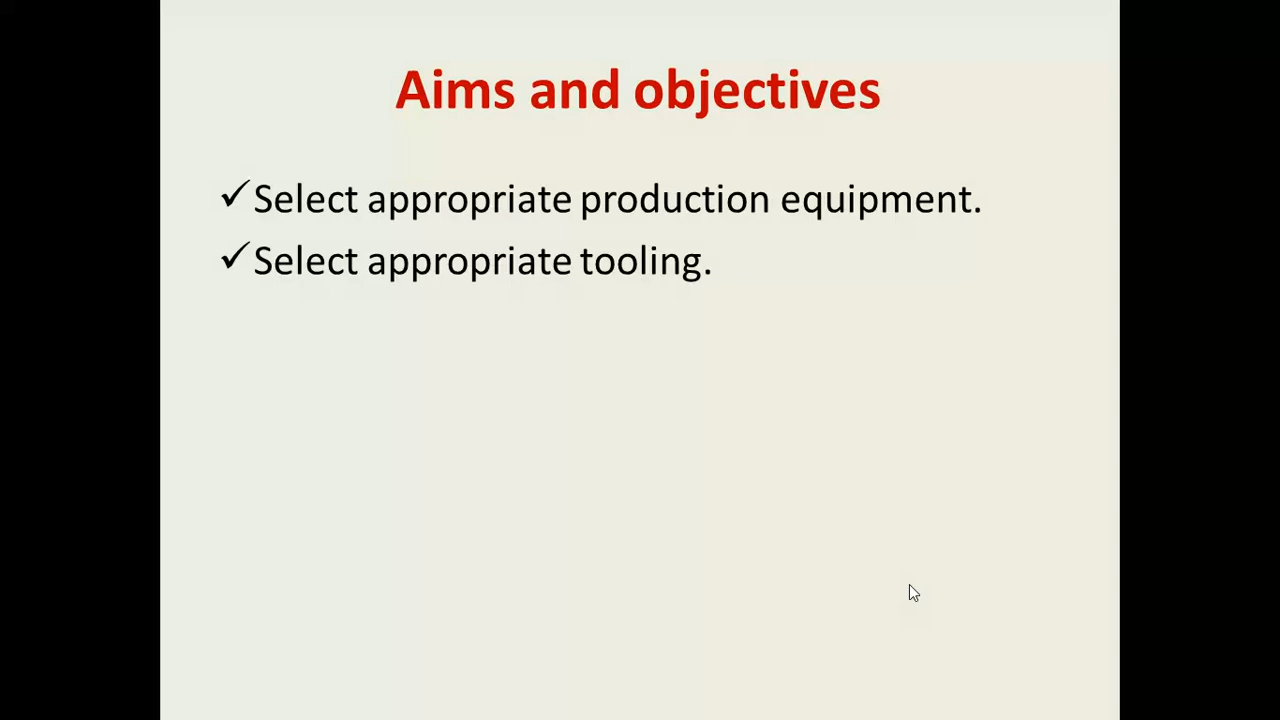 Aims and objectives
✓Select appropriate production equipment.
✓Select appropriate tooling.